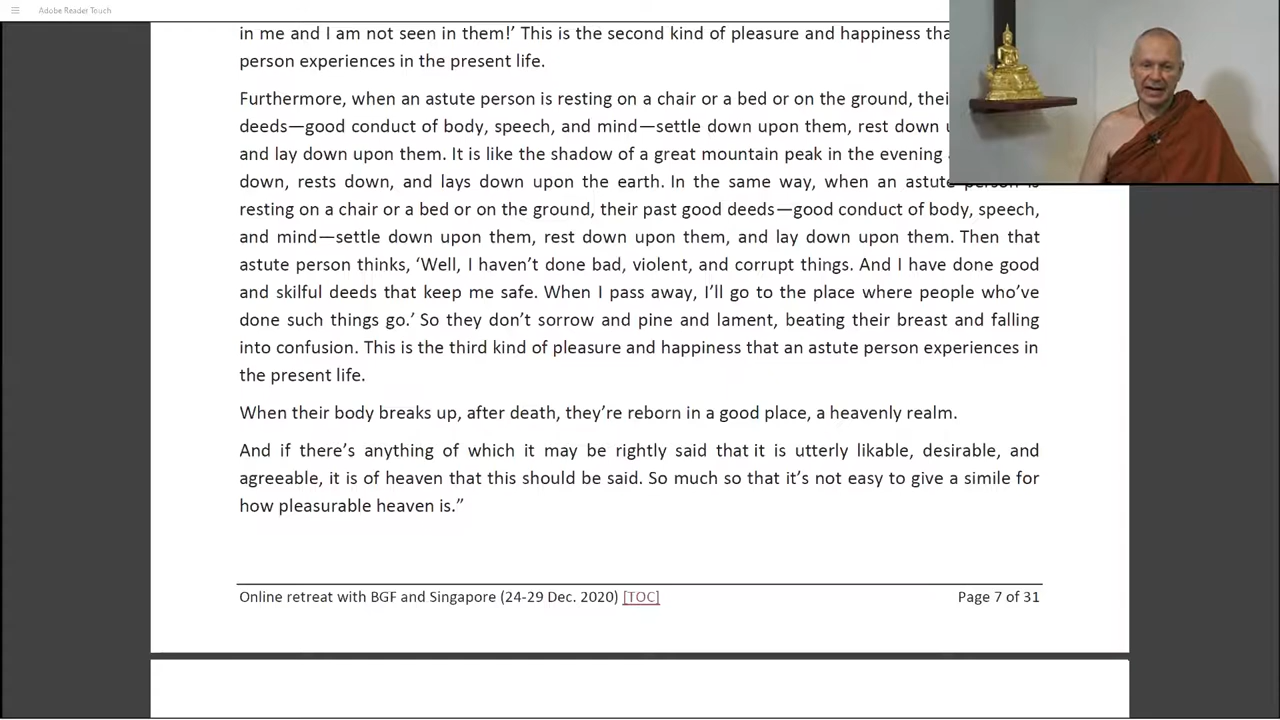 Adobe Reader Touch
in me and I am not seen in them!’ This is the second kind of pleasure and happiness
person experiences in the present life.
Furthermore, when an astute person is resting on a chair or a bed or on the ground,
deeds—good conduct of body, speech, and mind—settle down upon them, rest down
and lay down upon them. It is like the shadow of a great mountain peak in the evening
down, rests down, and lays down upon the earth. In the same way, when an astute person is
resting on a chair or a bed or on the ground, their past good deeds—good conduct of body, speech,
and mind—settle down upon them, rest down upon them, and lay down upon them. Then that
astute person thinks, ‘Well, I haven’t done bad, violent, and corrupt things. And I have done good
and skilful deeds that keep me safe. When I pass away, I’ll go to the place where people who’ve
done such things go.’ So they don’t sorrow and pine and lament, beating their breast and falling
into confusion. This is the third kind of pleasure and happiness that an astute person experiences in
the present life.
When their body breaks up, after death, they’re reborn in a good place, a heavenly realm.
And if there’s anything of which it may be rightly said that it is utterly likable, desirable, and
agreeable, it is of heaven that this should be said. So much so that it’s not easy to give a simile for
how pleasurable heaven is.”
Online retreat with BGF and Singapore (24-29 Dec. 2020) [TOC] Page 7 of 31